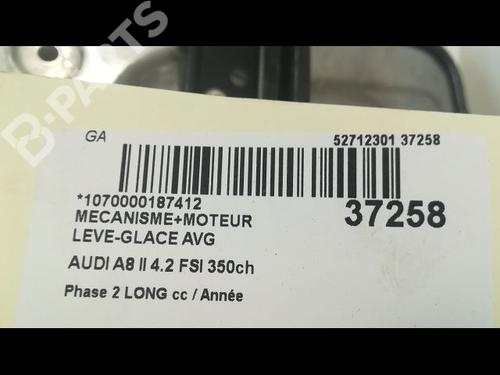 B-PARTS
GA
52712301 37258
*1070000187412
37258
MECANISME+MOTEUR
LEVE-GLACE AVG
AUDI A8 II 4.2 FSI 350ch
Phase 2 LONG cc / Année